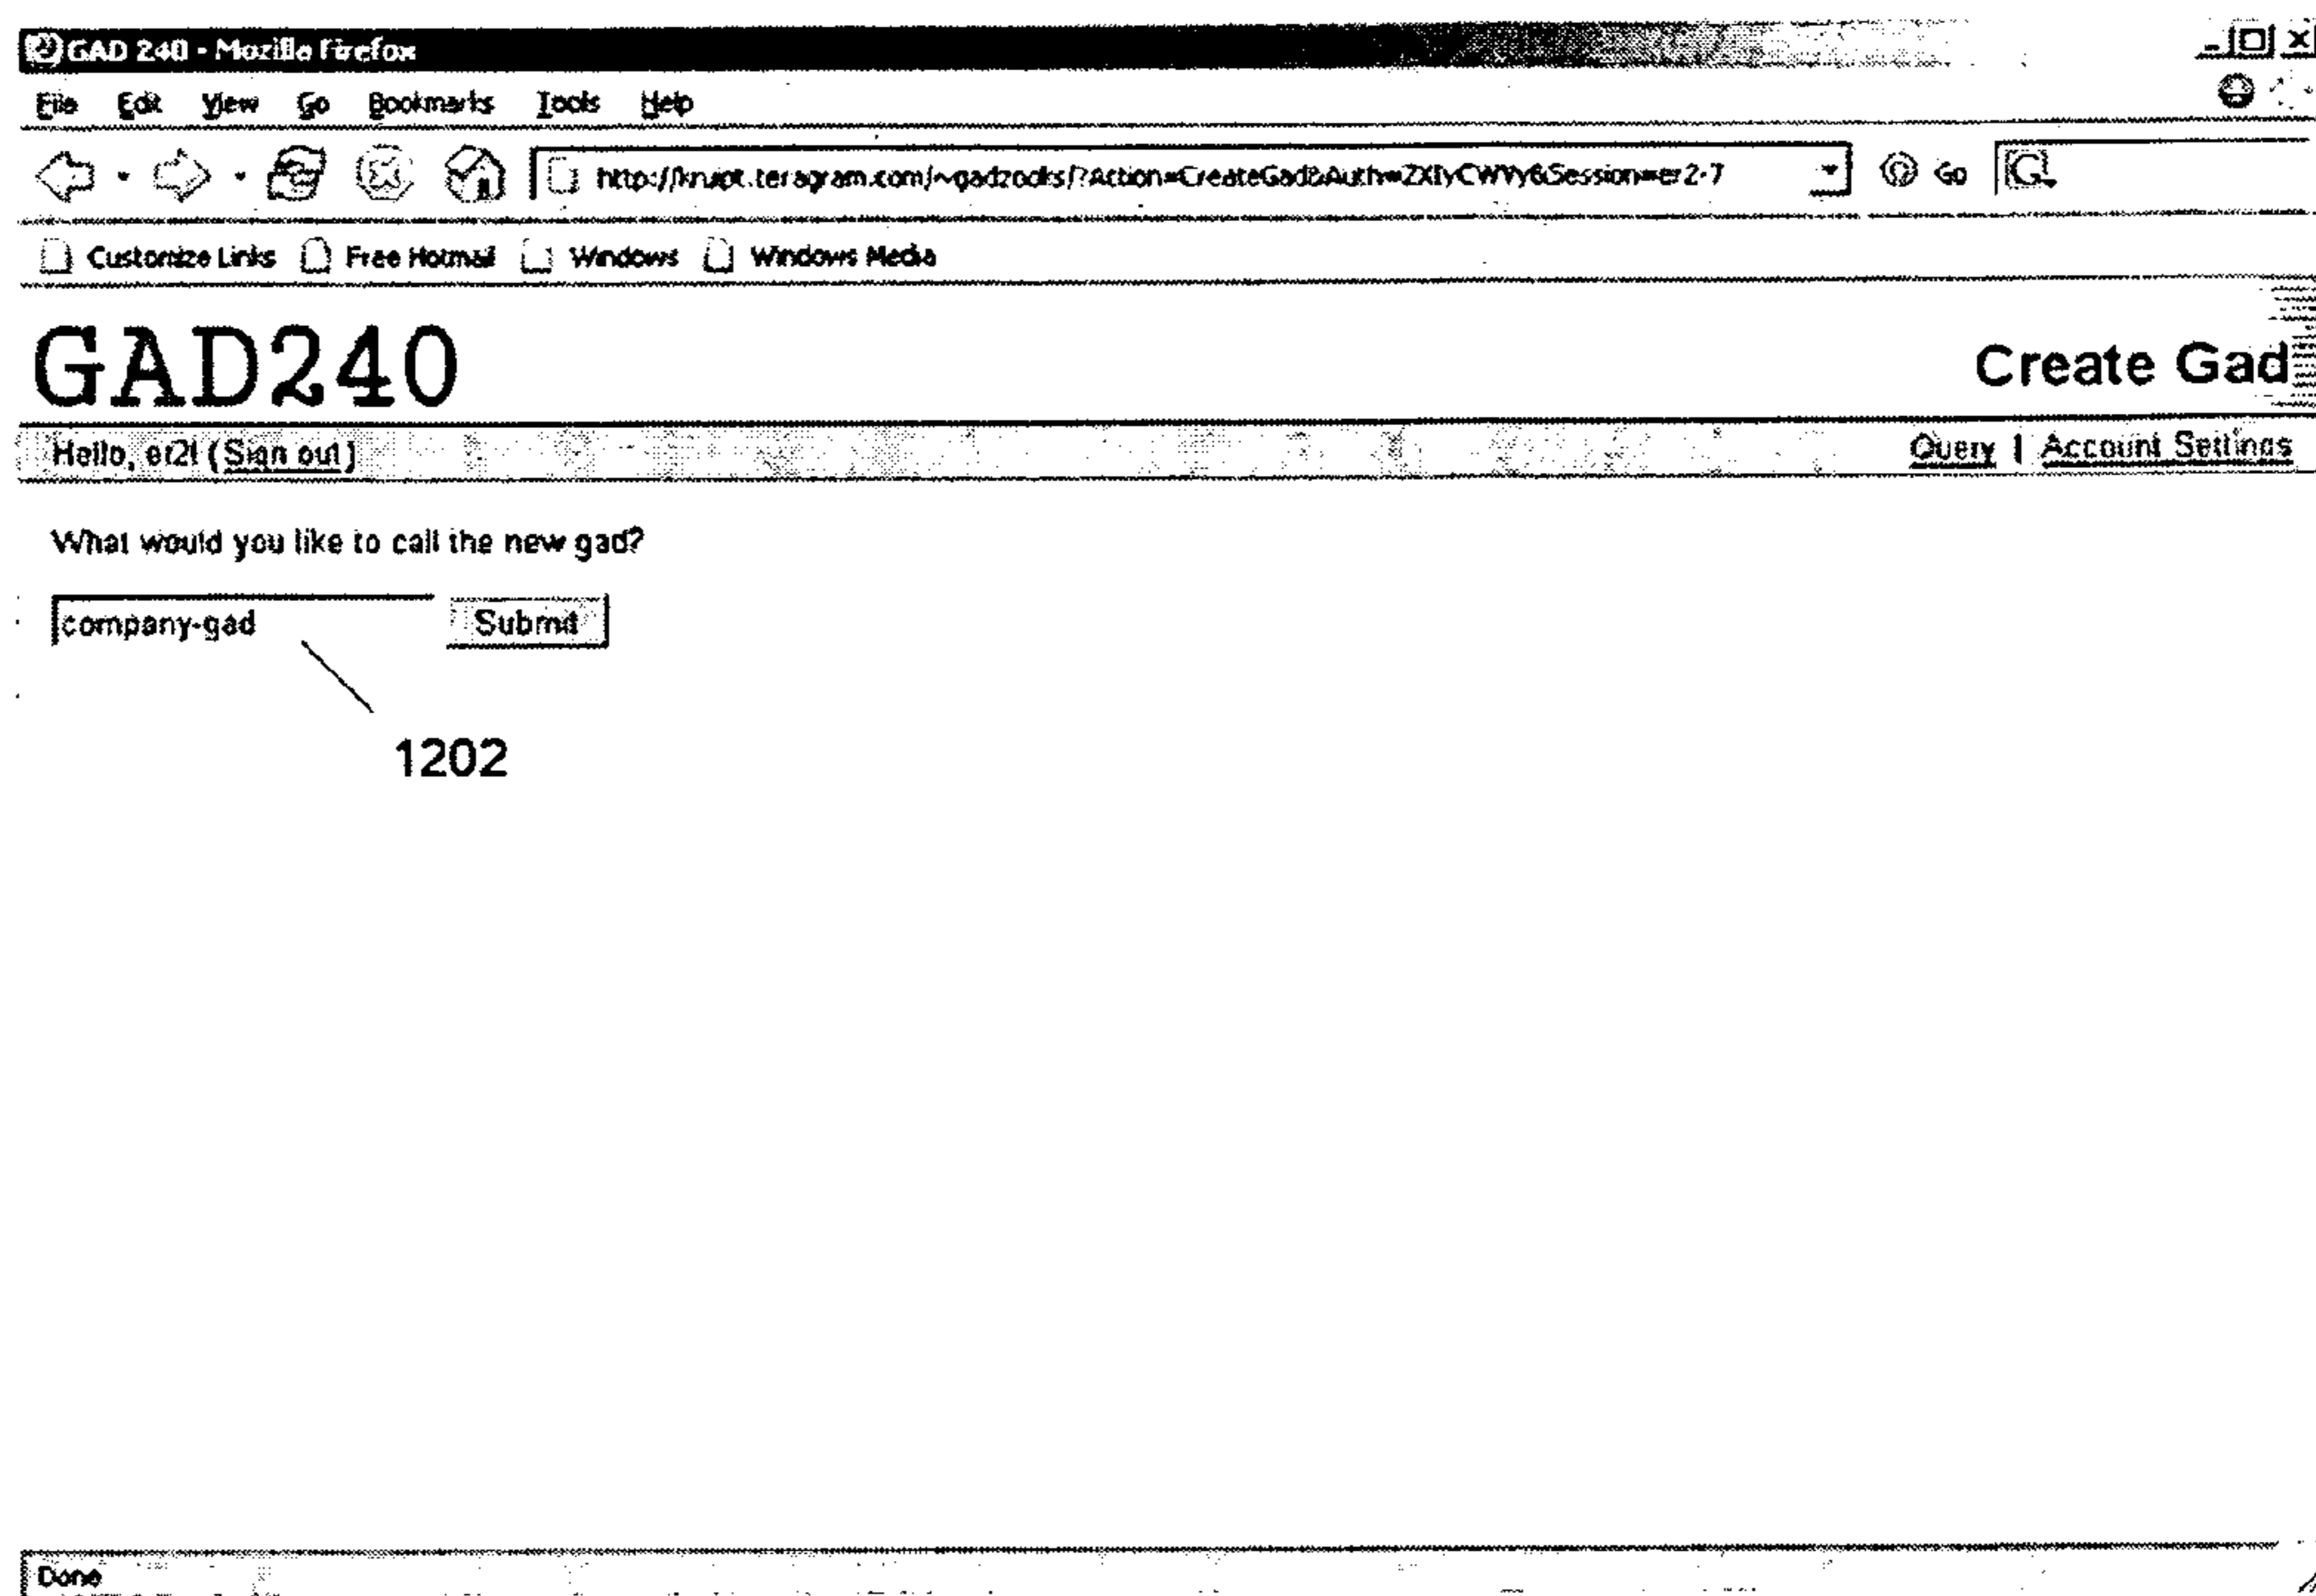 GAD 240 - Mozilla Firefox
File Edit View Go Bookmarks Tools Help
Go
Customize Links Free Hotmail Windows Windows Media
GAD240
Create Gad
Hello, er2! (Sign out)
Query | Account Settings
What would you like to call the new gad?
company-gad Submit
1202
Done